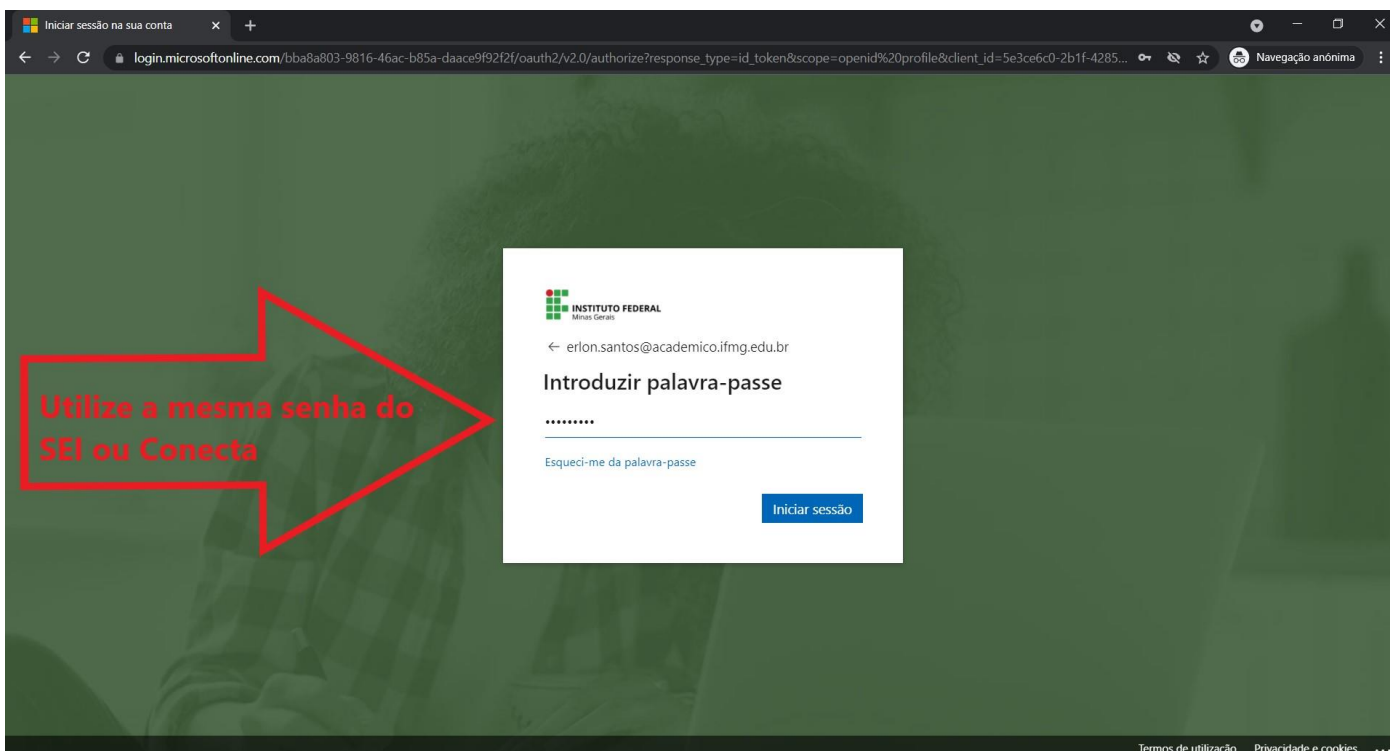 Iniciar sessão na sua conta
login.microsoftonline.com/bba8a803-9816-46ac-b85a-daace9f92f2f/oauth2/v2.0/authorize?response_type=id_token&scope=openid%20profile&client_id=5e3ce6c0-2b1f-4285...
Navegação anónima
INSTITUTO FEDERAL
Minas Gerais
← erlon.santos@academico.ifmg.edu.br
Introduzir palavra-passe
•••••••••
Esqueci-me da palavra-passe
Iniciar sessão
Utilize a mesma senha do
SEI ou Conecta
Termos de utilização Privacidade e cookies ...